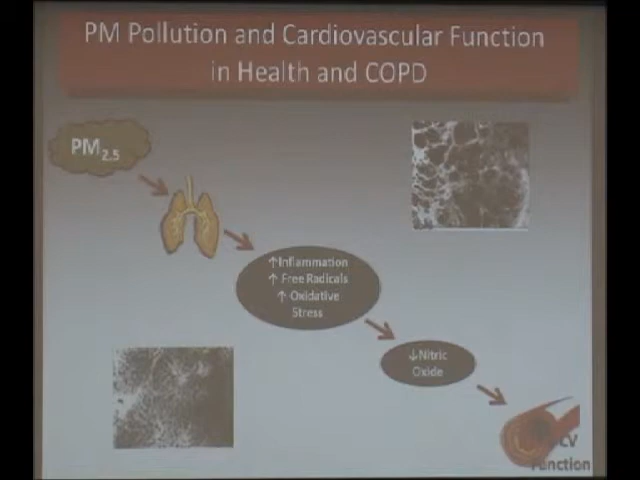 PM Pollution and Cardiovascular Function
in Health and COPD
PM2.5
↑Inflammation
↑ Free Radicals
↑ Oxidative
Stress
↓Nitric
Oxide
CV
Function